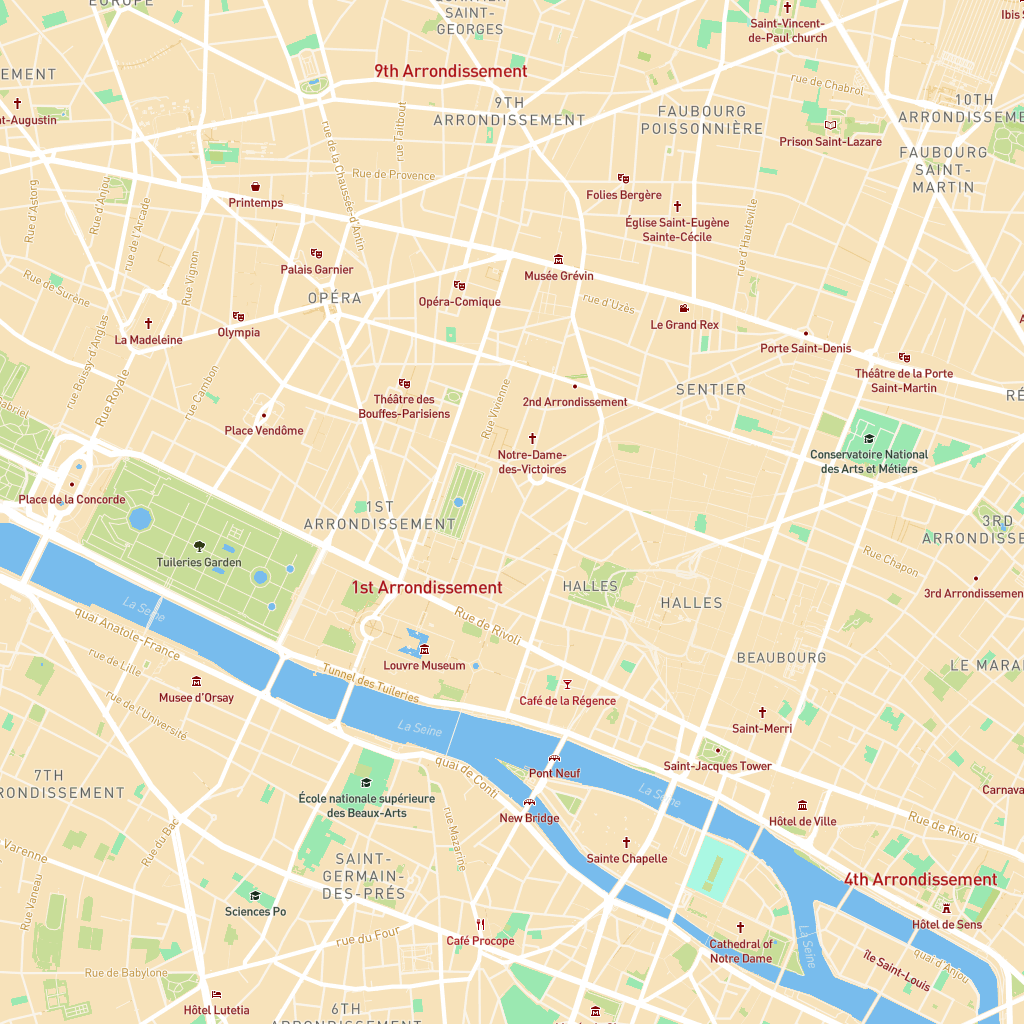 EUROPE
SAINT-
GEORGES
Saint-Vincent-
de-Paul church
Ibis
9th Arrondissement
rue de Chabrol
9TH
ARRONDISSEMENT
FAUBOURG
POISSONNIÈRE
10TH
Prison Saint-Lazare
FAUBOURG
SAINT-
MARTIN
rue Taitbout
rue de la Chaussée-d'Antin
Rue de Provence
Printemps
Folies Bergère
Église Saint-Eugène
Sainte-Cécile
rue d'Hauteville
rue d'Astorg
Rue d'Anjou
rue de l'Arcade
Rue Vignon
Palais Garnier
Musée Grévin
Rue de Surène
OPÉRA
Opéra-Comique
rue d'Uzès
Le Grand Rex
Olympia
La Madeleine
Porte Saint-Denis
Rue Boissy-d'Anglas
Théâtre de la Porte
Saint-Martin
Rue Royale
rue Cambon
Théâtre des
Bouffes-Parisiens
Rue Vivienne
2nd Arrondissement
SENTIER
Place Vendôme
Notre-Dame-
des-Victoires
Conservatoire National
des Arts et Métiers
Place de la Concorde
1ST
ARRONDISSEMENT
3RD
Tuileries Garden
Rue Chapon
1st Arrondissement
HALLES
HALLES
3rd Arrondissement
La Seine
quai Anatole-France
Rue de Rivoli
rue de Lille
Louvre Museum
BEAUBOURG
LE MARAI
Musee d'Orsay
Tunnel des Tuileries
Café de la Régence
rue de l'Université
La Seine
Saint-Merri
Saint-Jacques Tower
7TH
quai de Conti
Pont Neuf
École nationale supérieure
des Beaux-Arts
La Seine
Carnava
New Bridge
Hôtel de Ville
Rue de Rivoli
Rue du Bac
rue Mazarine
Varenne
Sainte Chapelle
SAINT-
GERMAIN-
DES-PRÉS
4th Arrondissement
Rue Vaneau
Sciences Po
Hôtel de Sens
rue du Four
Café Procope
Cathedral of
Notre Dame
La Seine
île Saint-Louis
quai d'Anjou
Rue de Babylone
Hôtel Lutetia
6TH